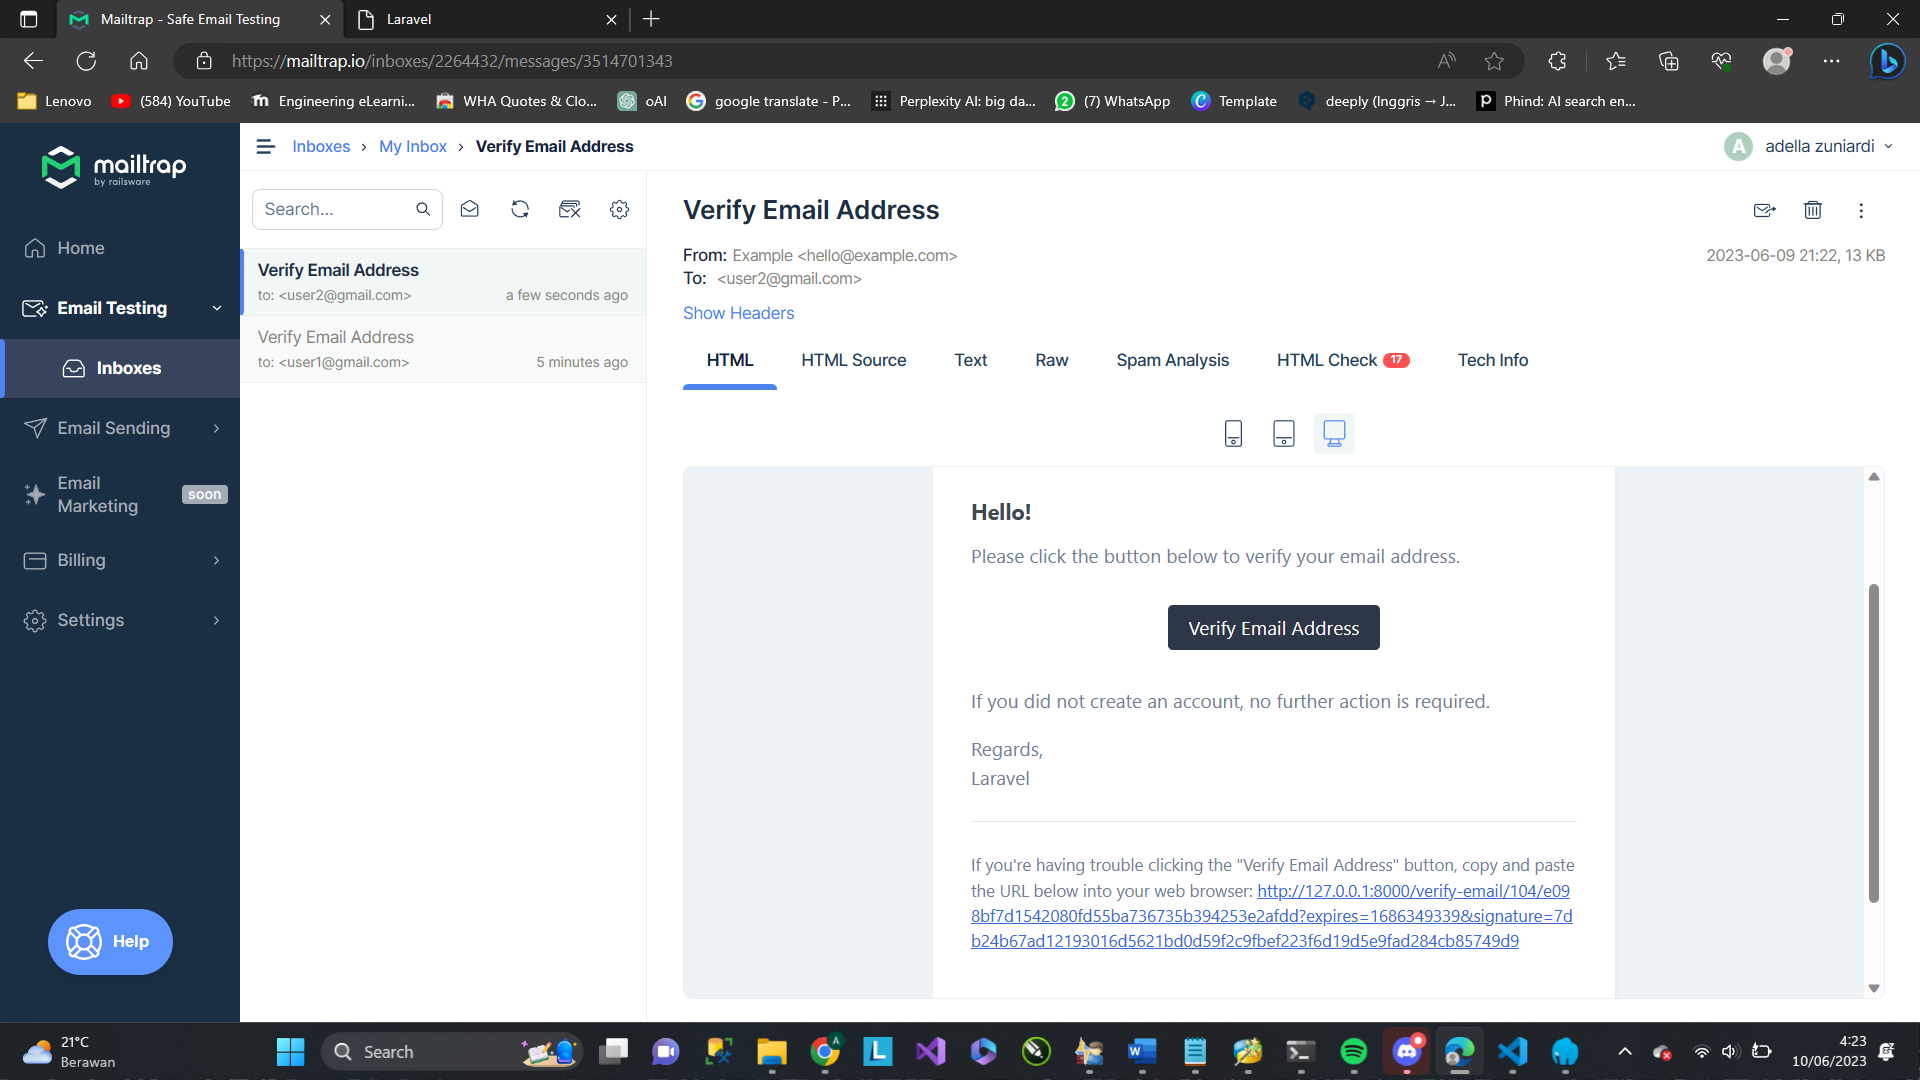 Mailtrap - Safe Email Testing
Laravel
https://mailtrap.io/inboxes/2264432/messages/3514701343
Lenovo
(584) YouTube
Engineering eLearni...
WHA Quotes & Clo...
oAI
google translate - P...
Perplexity AI: big da...
(7) WhatsApp
Template
deeply (Inggris → J...
Phind: AI search en...
mailtrap
by railsware
Home
Email Testing
Inboxes
Email Sending
Email
Marketing
soon
Billing
Settings
Help
Inboxes › My Inbox › Verify Email Address
A adella zuniardi
Search...
Verify Email Address
to: <user2@gmail.com> a few seconds ago
Verify Email Address
to: <user1@gmail.com> 5 minutes ago
Verify Email Address
From: Example <hello@example.com>
2023-06-09 21:22, 13 KB
To: <user2@gmail.com>
Show Headers
HTML HTML Source Text Raw Spam Analysis HTML Check 17 Tech Info
Hello!
Please click the button below to verify your email address.
Verify Email Address
If you did not create an account, no further action is required.
Regards,
Laravel
If you're having trouble clicking the "Verify Email Address" button, copy and paste
the URL below into your web browser: http://127.0.0.1:8000/verify-email/104/e09
8bf7d1542080fd55ba736735b394253e2afdd?expires=1686349339&signature=7d
b24b67ad12193016d5621bd0d59f2c9fbef223f6d19d5e9fad284cb85749d9
21°C
Berawan
Search
4:23
10/06/2023